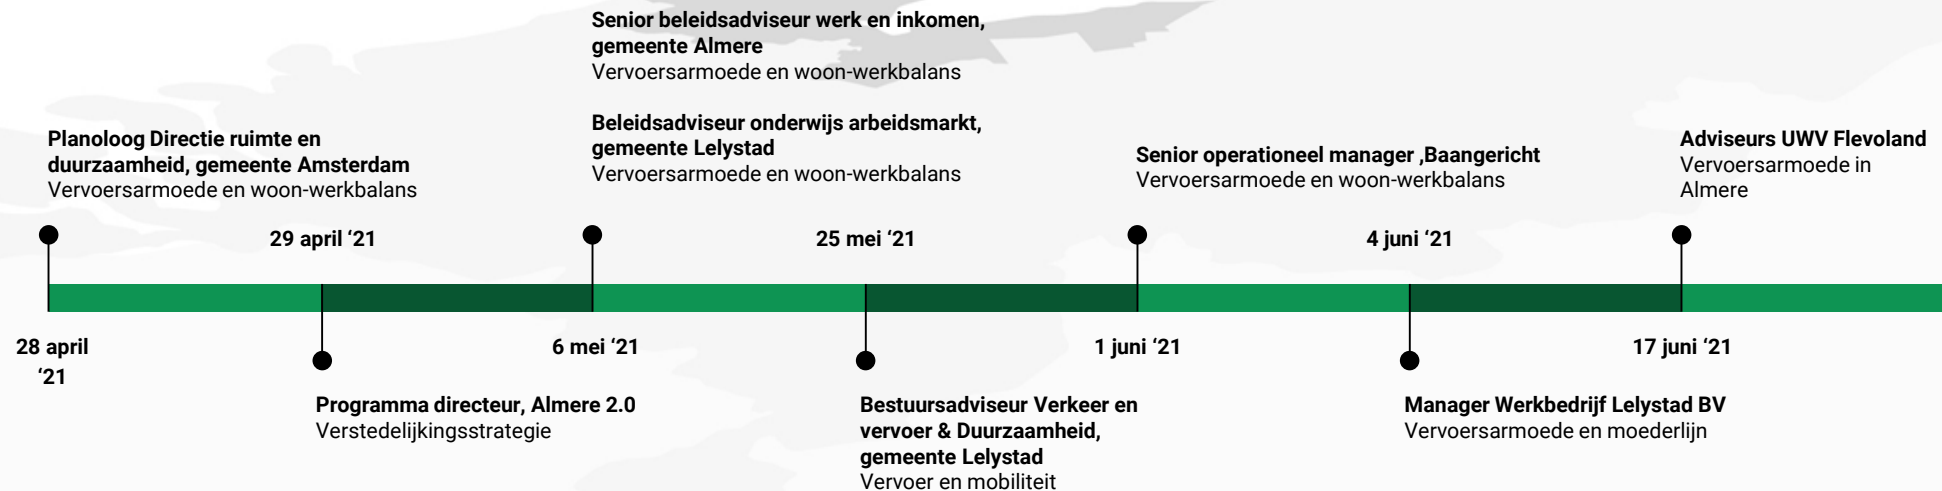 Senior beleidsadviseur werk en inkomen,
gemeente Almere
Vervoersarmoede en woon-werkbalans
Planoloog Directie ruimte en
duurzaamheid, gemeente Amsterdam
Vervoersarmoede en woon-werkbalans
Beleidsadviseur onderwijs arbeidsmarkt,
gemeente Lelystad
Vervoersarmoede en woon-werkbalans
Senior operationeel manager ,Baangericht
Vervoersarmoede en woon-werkbalans
Adviseurs UWV Flevoland
Vervoersarmoede in
Almere
29 april ‘21
25 mei ‘21
4 juni ‘21
28 april
‘21
6 mei ‘21
1 juni ‘21
17 juni ‘21
Programma directeur, Almere 2.0
Verstedelijkingsstrategie
Bestuursadviseur Verkeer en
vervoer & Duurzaamheid,
gemeente Lelystad
Vervoer en mobiliteit
Manager Werkbedrijf Lelystad BV
Vervoersarmoede en moederlijn